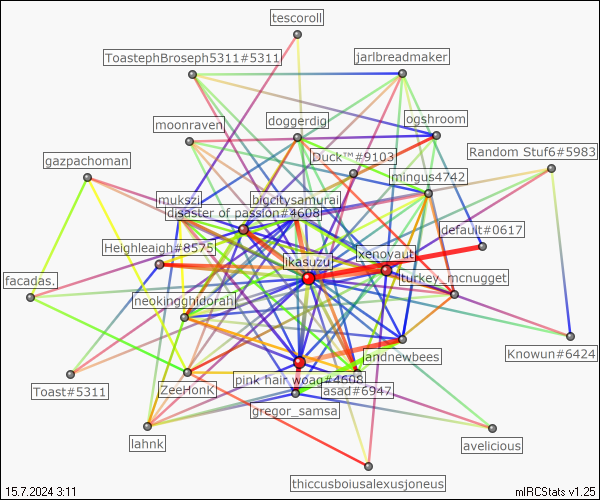 tescoroll
ToastephBroseph5311#5311
jarlbreadmaker
moonraven
doggerdig
ogshroom
gazpachoman
Duck™#9103
Random Stuf6#5983
mingus4742
mukszi
bigcitysamurai
disaster of passion#4608
default#0617
Heighleaigh#8575
ikasuzu
xenovaut
turkey_mcnugget
facadas.
neokingghidorah
Knowun#6424
anninewbees
Toast#5311
ZeeHonk
pink hair woag#4608
asad#6947
gregor_samsa
lahnk
avelicious
thiccusboiusalexusjoneus
15.7.2024 3:11
mIRCStats v1.25